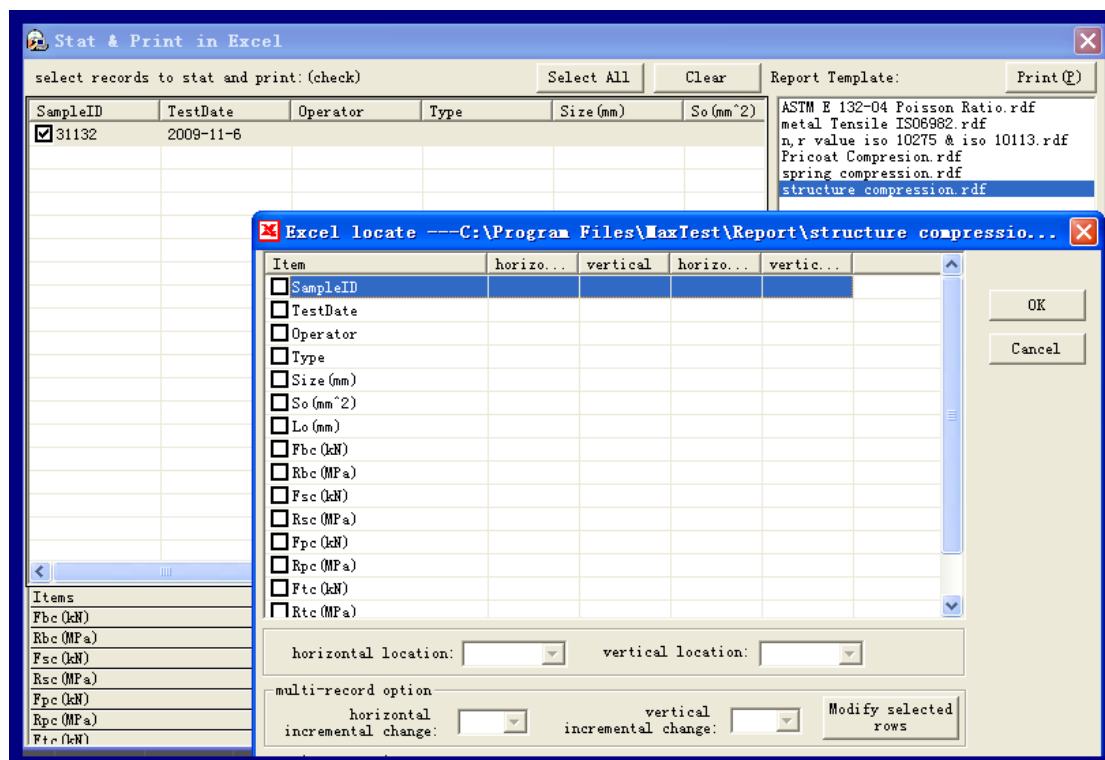 Stat & Print in Excel
select records to stat and print:(check)
Select All
Clear
Report Template:
Print(P)
SampleID TestDate Operator Type Size(mm) So(mm^2)
31132 2009-11-6
ASTM E 132-04 Poisson Ratio.rdf
metal Tensile ISO6982.rdf
n,r value iso 10275 & iso 10113.rdf
Pricoat Compresion.rdf
spring compression.rdf
structure compression.rdf
Excel locate ---C:\Program Files\MaxTest\Report\structure compressio...
Item horizo... vertical horizo... vertic...
SampleID
TestDate
Operator
Type
Size(mm)
So(mm^2)
Lo(mm)
Fbc(kN)
Rbc(MPa)
Fsc(kN)
Rsc(MPa)
Fpc(kN)
Rpc(MPa)
Ftc(kN)
Rtc(MPa)
OK
Cancel
horizontal location:
vertical location:
multi-record option
horizontal
incremental change:
vertical
incremental change:
Modify selected
rows
Items
Fbc(kN)
Rbc(MPa)
Fsc(kN)
Rsc(MPa)
Fpc(kN)
Rpc(MPa)
Ftc(kN)